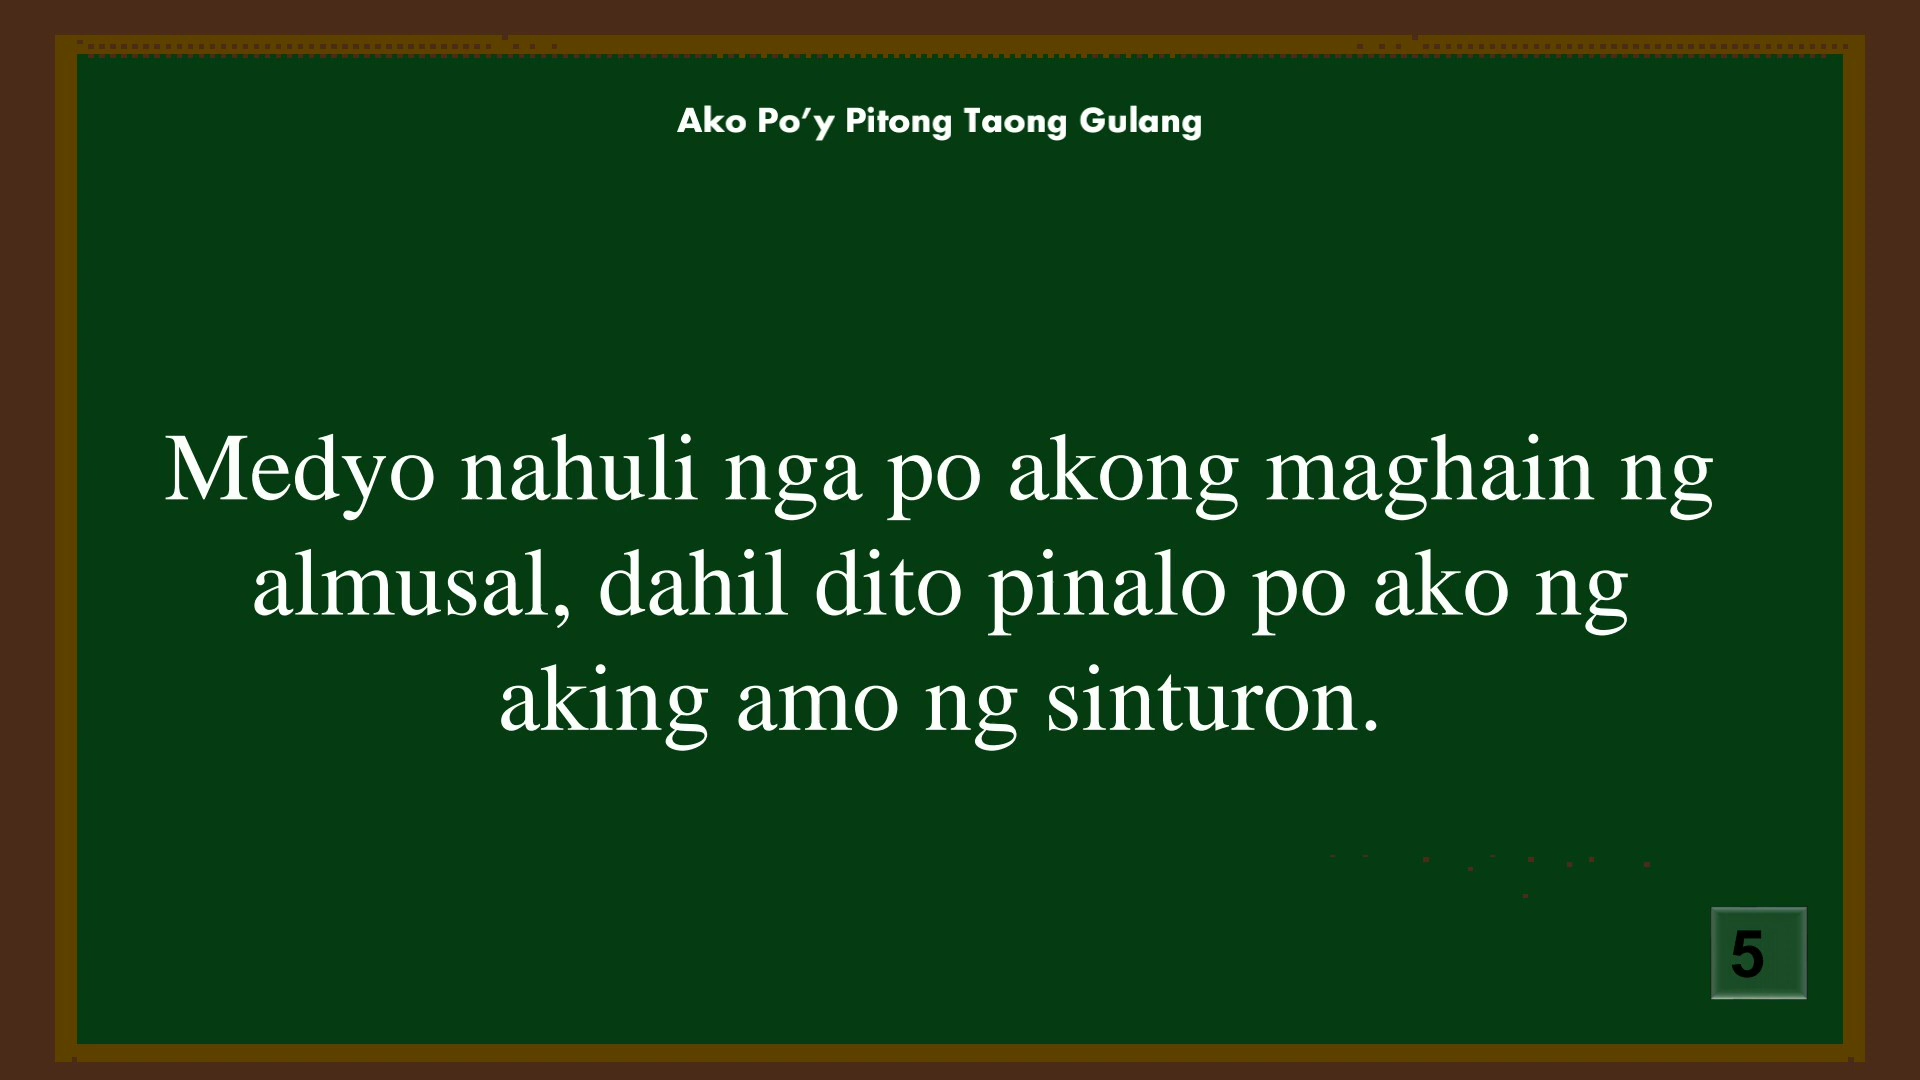 Ako Po’y Pitong Taong Gulang
Medyo nahuli nga po akong maghain ng
almusal, dahil dito pinalo po ako ng
aking amo ng sinturon.
5